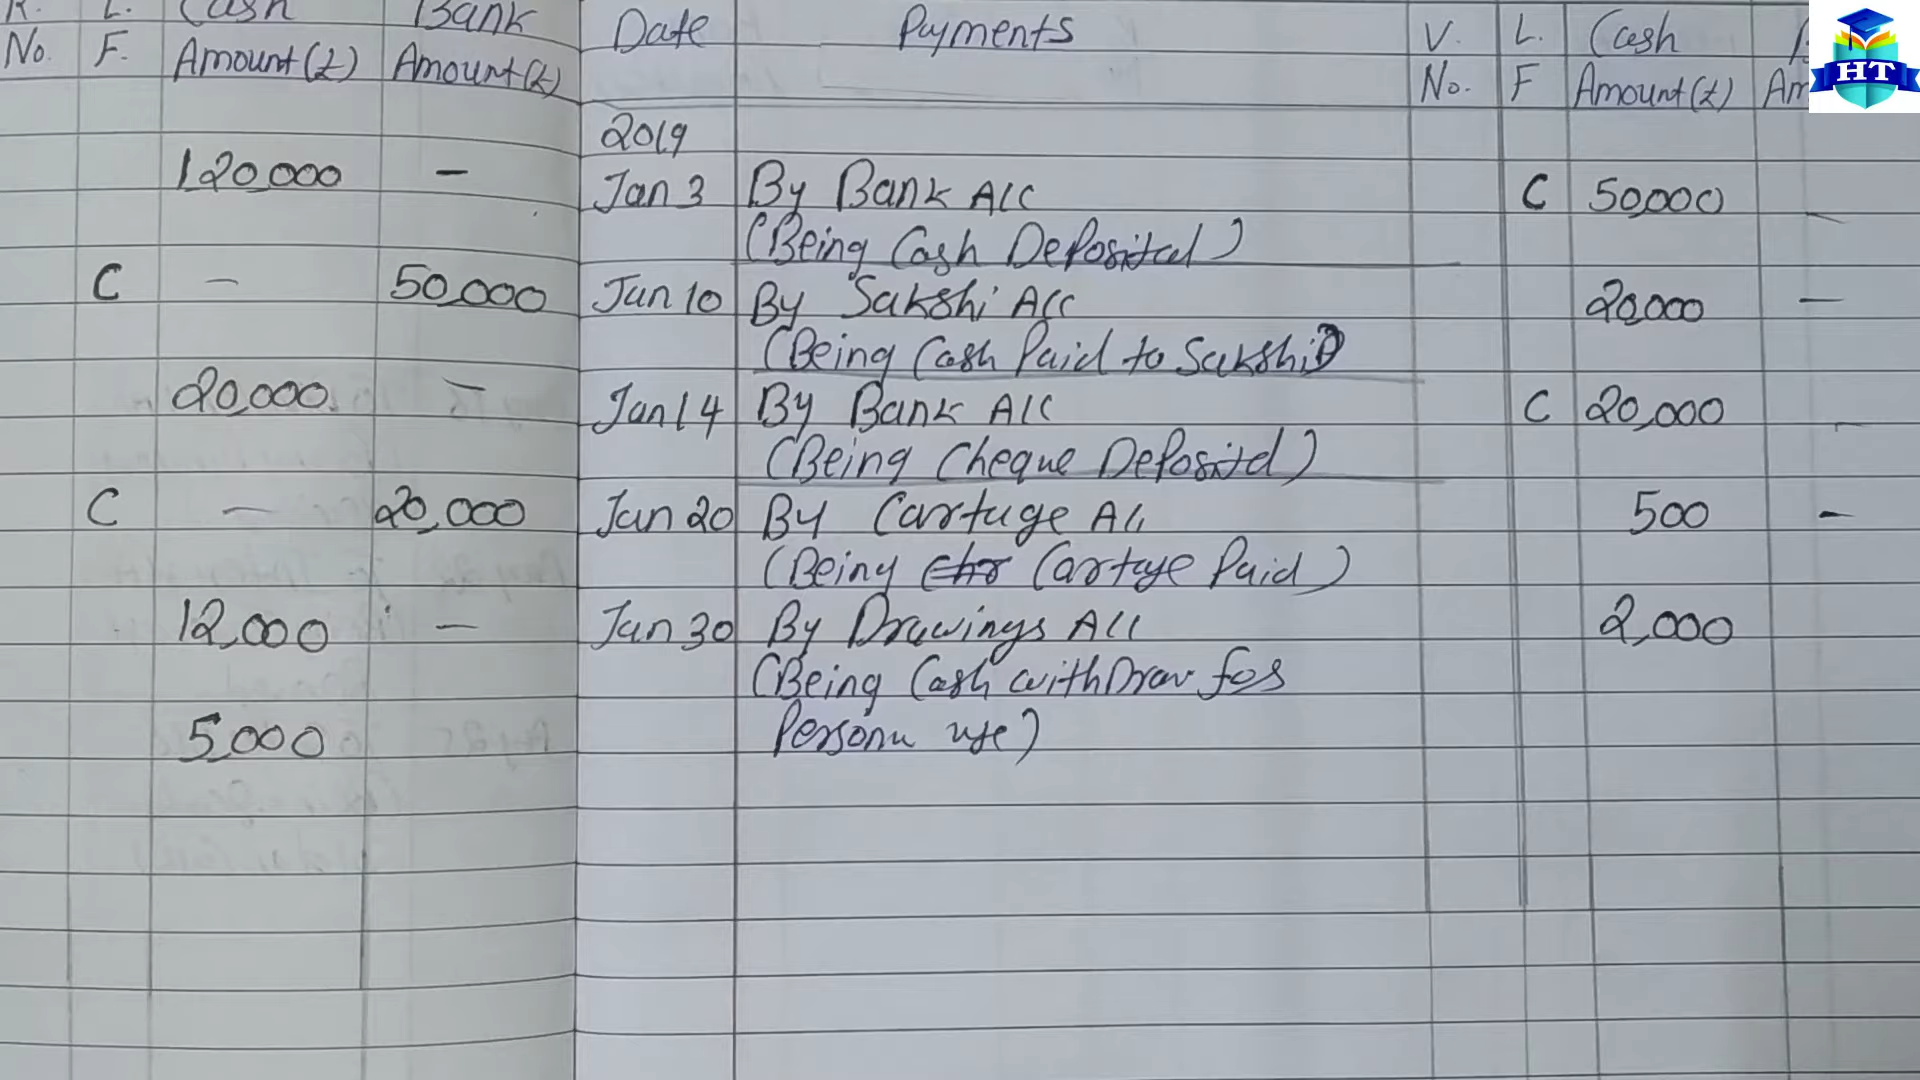 R. L. Cash Bank Date Payments V. L. Cash
No. F. Amount(₹) Amount(₹) No. F Amount(₹) Am
HT
2019
120,000 - Jan 3 By Bank A/C C 50,000 -
(Being Cash Deposited)
C - 50,000 Jan 10 By Sakshi A/C 20,000 -
(Being Cash Paid to Sakshi)
20,000 - Jan 14 By Bank A/C C 20,000 -
(Being Cheque Deposited)
C - 20,000 Jan 20 By Cartage A/c 500 -
(Being Cartage Paid)
12,000 - Jan 30 By Drawings A/C 2,000
(Being Cash withDraw for
5,000 Personal use)